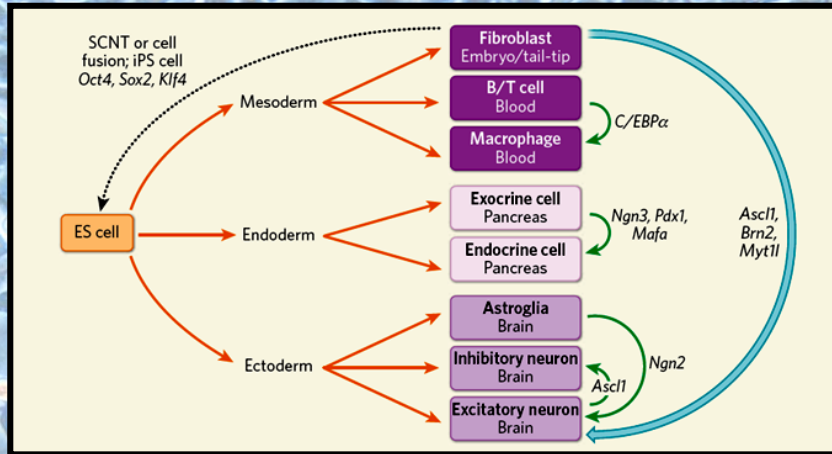 SCNT or cell
fusion; iPS cell
Oct4, Sox2, Klf4
Fibroblast
Embryo/tail-tip
B/T cell
Blood
Mesoderm
C/EBPα
Macrophage
Blood
ES cell
Endoderm
Exocrine cell
Pancreas
Endocrine cell
Pancreas
Ngn3, Pdx1,
Mafa
Ascl1,
Brn2,
Myt1l
Ectoderm
Astroglia
Brain
Inhibitory neuron
Brain
Ascl1
Ngn2
Excitatory neuron
Brain